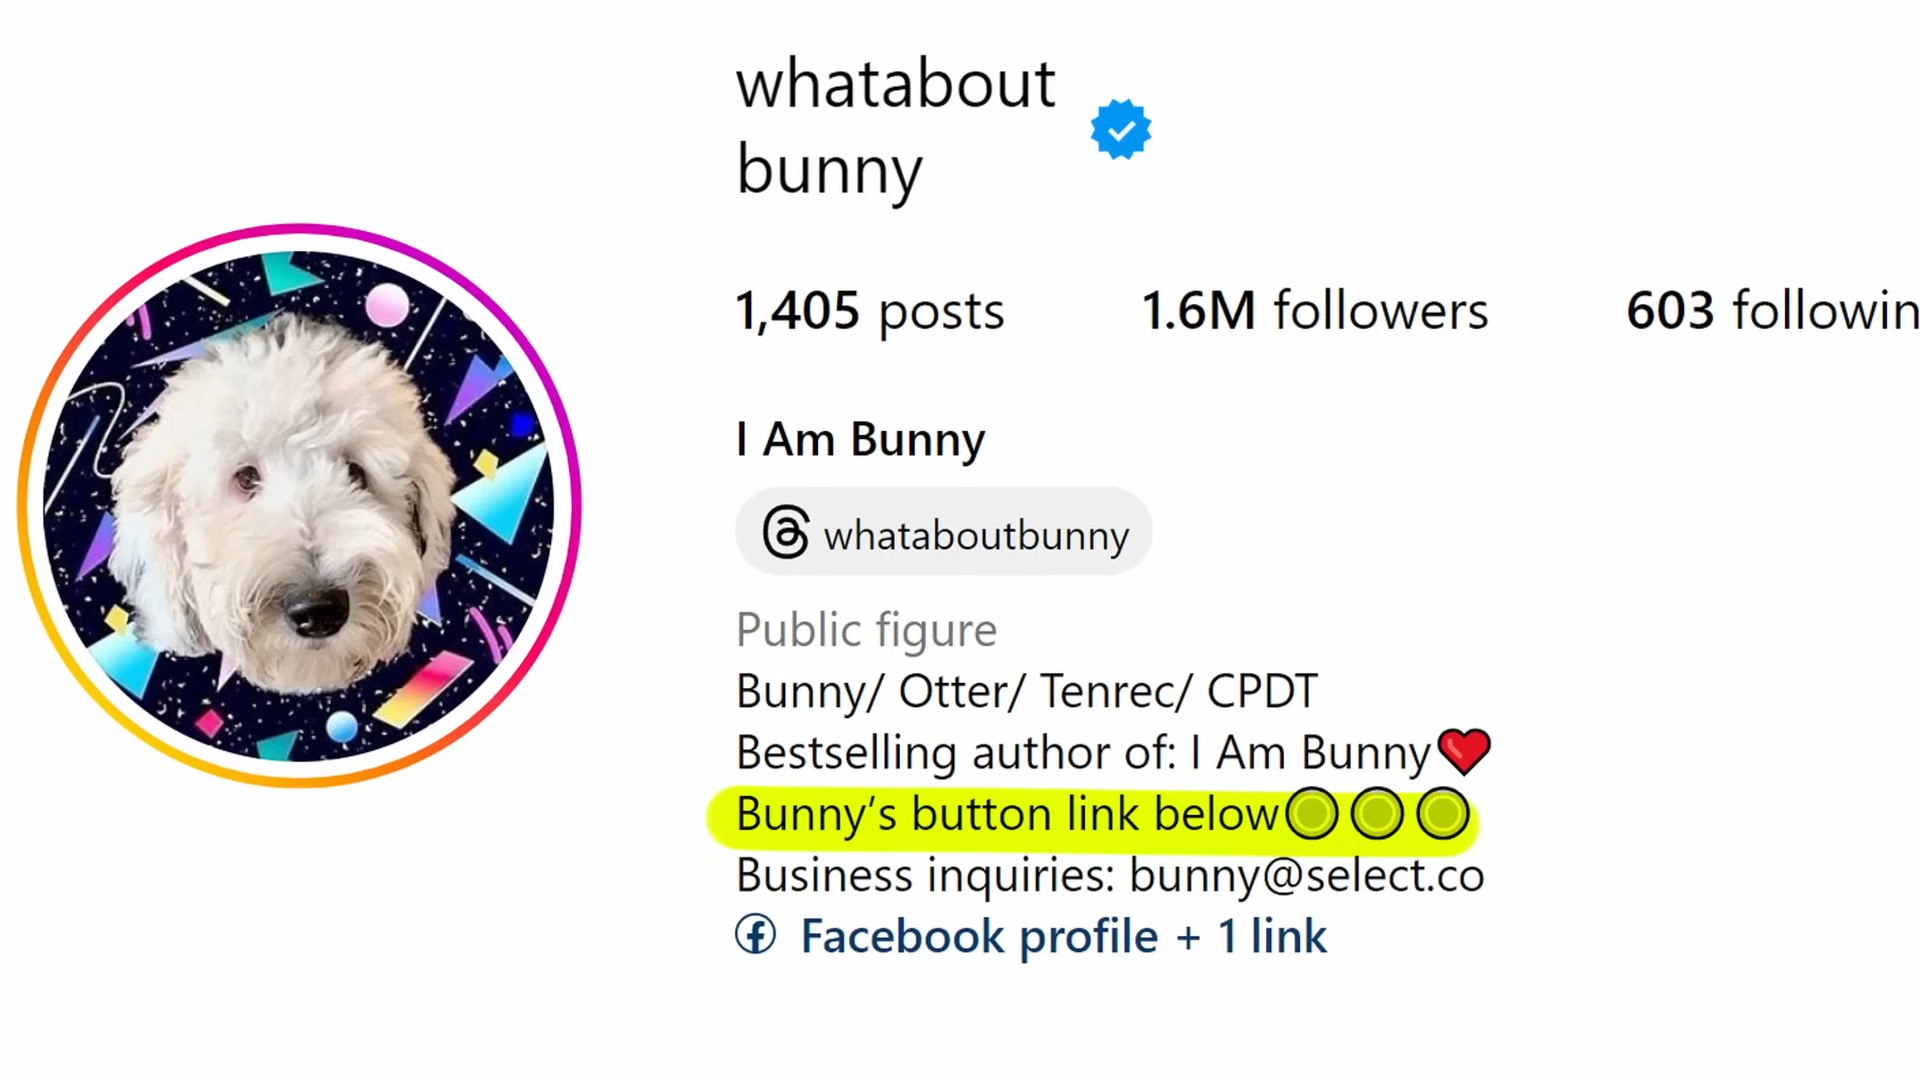 whatabout
bunny
1,405 posts 1.6M followers 603 followin
I Am Bunny
whataboutbunny
Public figure
Bunny/ Otter/ Tenrec/ CPDT
Bestselling author of: I Am Bunny❤️
Bunny’s button link below
Business inquiries: bunny@select.co
Facebook profile + 1 link